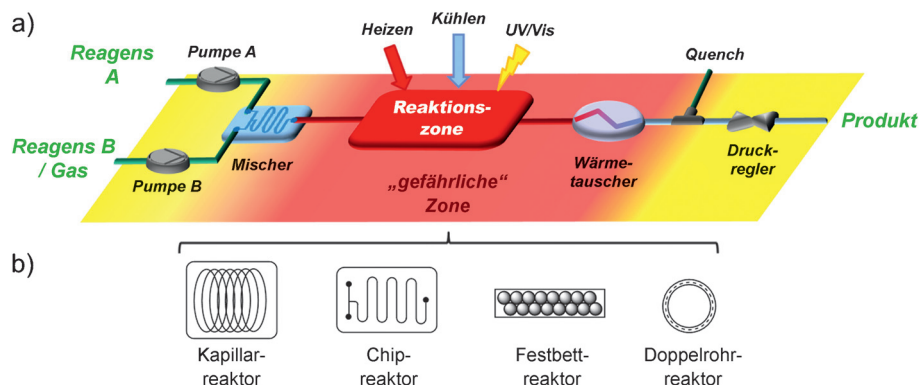 a)
Reagens
A
Pumpe A
Heizen
Kühlen
UV/Vis
Quench
Reaktions-
zone
Produkt
Reagens B
/ Gas
Pumpe B
Mischer
Wärme-
tauscher
Druck-
regler
„gefährliche“
Zone
b)
Kapillar-
reaktor
Chip-
reaktor
Festbett-
reaktor
Doppelrohr-
reaktor